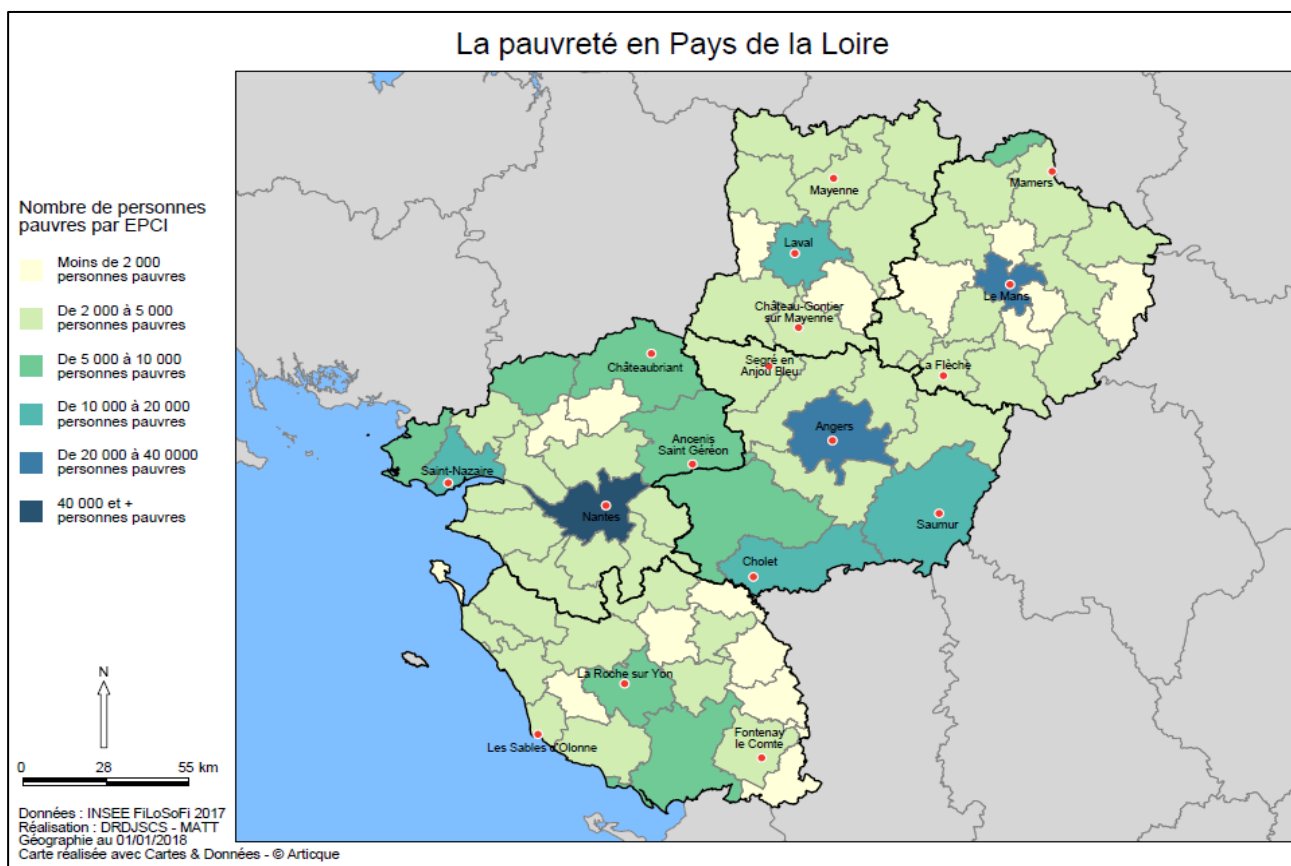 La pauvreté en Pays de la Loire
Nombre de personnes
pauvres par EPCI
Moins de 2 000
personnes pauvres
De 2 000 à 5 000
personnes pauvres
De 5 000 à 10 000
personnes pauvres
De 10 000 à 20 000
personnes pauvres
De 20 000 à 40 0000
personnes pauvres
40 000 et +
personnes pauvres
Mayenne
Mamers
Laval
Le Mans
Château-Gontier
sur Mayenne
Châteaubriant
Segré en
Anjou Bleu
La Flèche
Angers
Ancenis
Saint Géréon
Saint-Nazaire
Nantes
Saumur
Cholet
La Roche sur Yon
Fontenay
le Comte
Les Sables d'Olonne
N
0 28 55 km
Données : INSEE FiLoSoFi 2017
Réalisation : DRDJSCS - MATT
Géographie au 01/01/2018
Carte réalisée avec Cartes & Données - © Articque